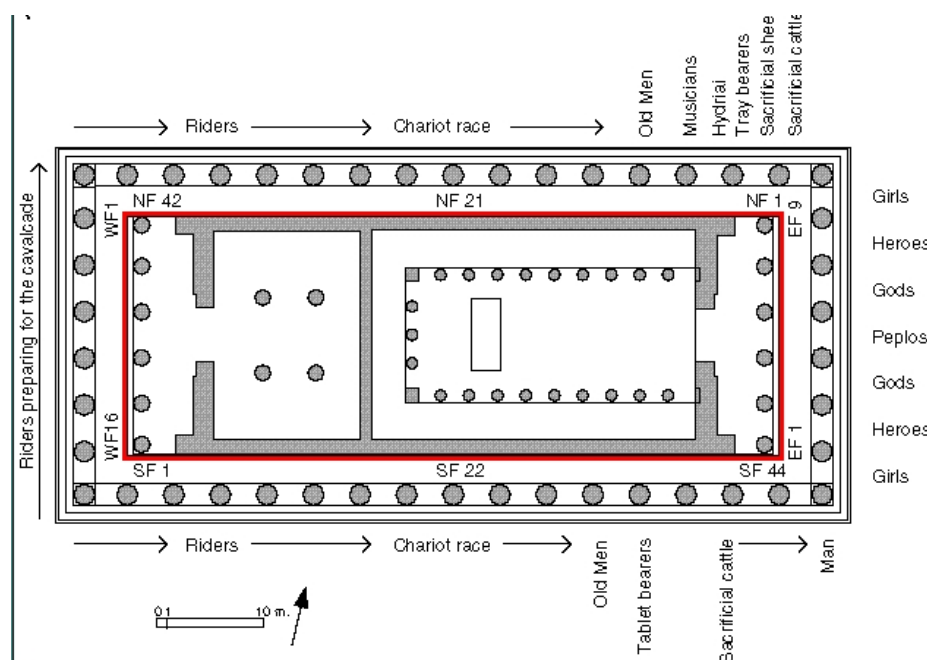 Old Men
Musicians
Hydriai
Tray bearers
Sacrificial shee
Sacrificial cattle
Riders
Chariot race
Riders preparing for the cavalcade
WF1
NF 42
NF 21
NF 1
EF 9
Girls
Heroes
Gods
Peplos
Gods
Heroes
Girls
WF16
SF 1
SF 22
SF 44
EF 1
Riders
Chariot race
Old Men
Tablet bearers
Sacrificial cattle
Man
0 1 10 m.